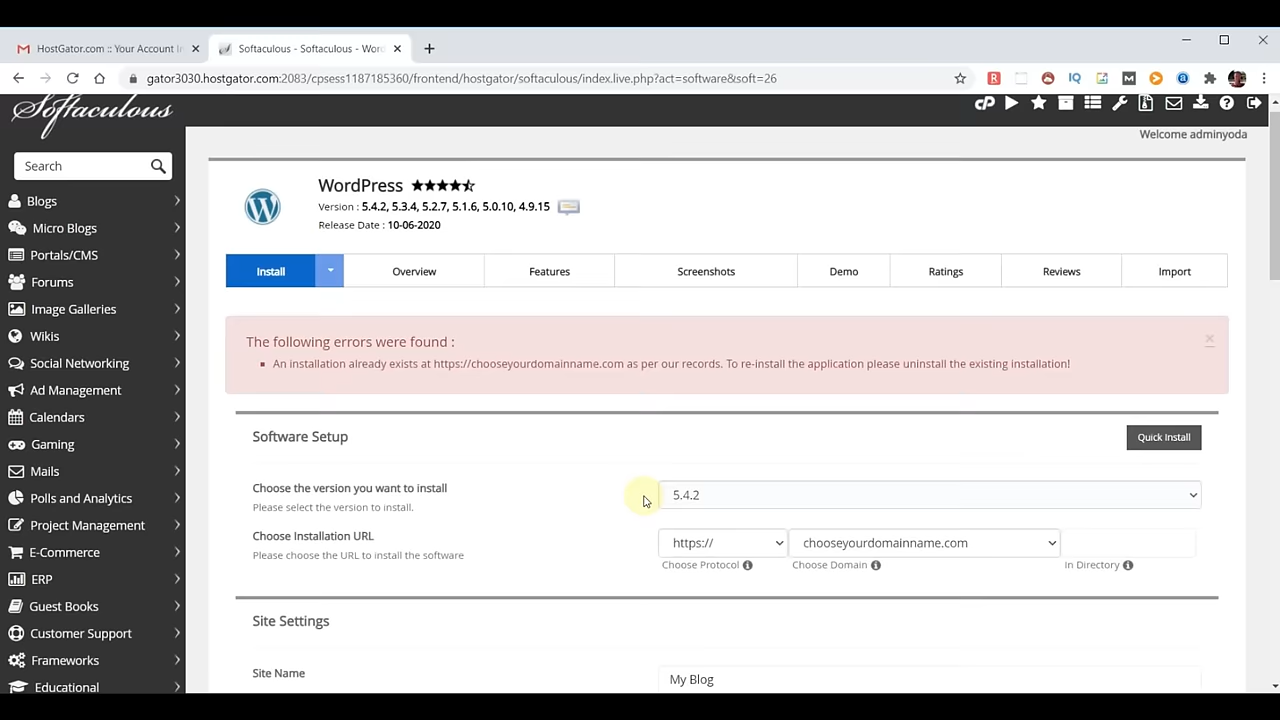 HostGator.com :: Your Account I
Softaculous - Softaculous - Wor
gator3030.hostgator.com:2083/cpsess1187185360/frontend/hostgator/softaculous/index.live.php?act=software&soft=26
Softaculous
Welcome adminyoda
Search
Blogs
Micro Blogs
Portals/CMS
Forums
Image Galleries
Wikis
Social Networking
Ad Management
Calendars
Gaming
Mails
Polls and Analytics
Project Management
E-Commerce
ERP
Guest Books
Customer Support
Frameworks
Educational
WordPress
Version : 5.4.2, 5.3.4, 5.2.7, 5.1.6, 5.0.10, 4.9.15
Release Date : 10-06-2020
Install Overview Features Screenshots Demo Ratings Reviews Import
The following errors were found :
An installation already exists at https://chooseyourdomainname.com as per our records. To re-install the application please uninstall the existing installation!
Software Setup
Quick Install
Choose the version you want to install
Please select the version to install.
5.4.2
Choose Installation URL
Please choose the URL to install the software
https:// chooseyourdomainname.com
Choose Protocol Choose Domain In Directory
Site Settings
Site Name
My Blog